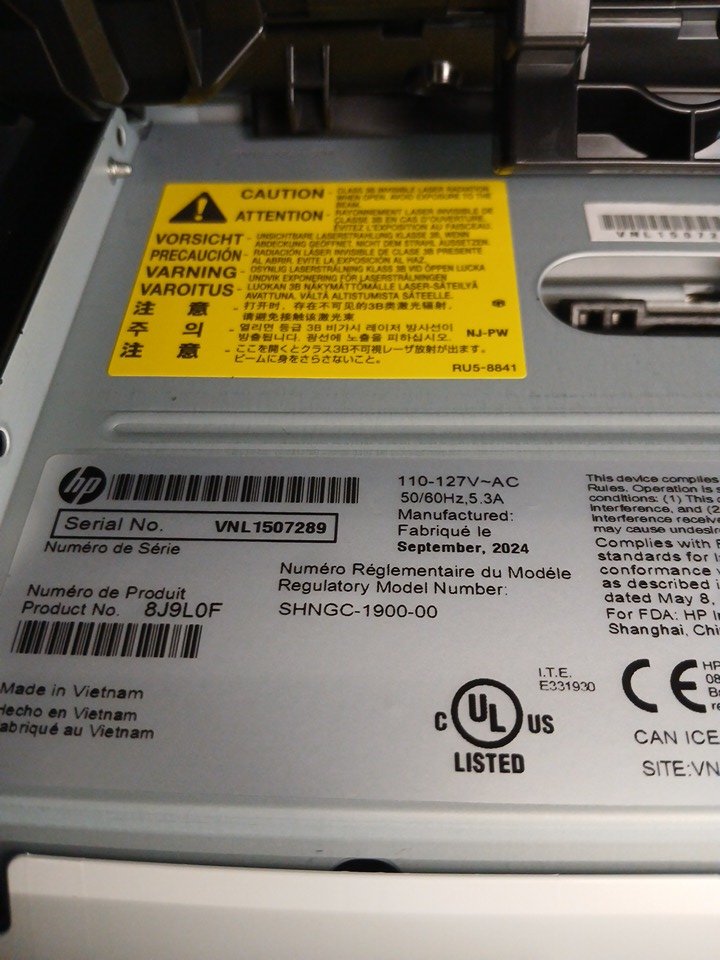 CAUTION - CLASS 3B INVISIBLE LASER RADIATION
WHEN OPEN. AVOID EXPOSURE TO THE
BEAM.
ATTENTION - RAYONNEMENT LASER INVISIBLE DE
CLASSE 3B EN CAS D'OUVERTURE.
ÉVITEZ L'EXPOSITION AU FAISCEAU.
VORSICHT - UNSICHTBARE LASERSTRAHLUNG KLASSE 3B, WENN
ABDECKUNG GEÖFFNET. NICHT DEM STRAHL AUSSETZEN.
PRECAUCIÓN - RADIACIÓN LÁSER INVISIBLE DE CLASE 3B PRESENTE
AL ABRIR. EVITE LA EXPOSICIÓN AL HAZ.
VARNING - OSYNLIG LASERSTRÅLNING KLASS 3B VID ÖPPEN LUCKA
UNDVIK EXPONERING FÖR LASERSTRÅLNINGEN
VAROITUS - LUOKAN 3B NÄKYMÄTTÖMÄLLE LASER-SÄTEILYÄ
AVATTUNA, VÄLTÄ ALTISTUMISTA SÄTEELLE.
注 意 - 打开时，存在不可见的3B类激光辐射，
请避免接触该激光束
주 의 - 열리면 등급 3B 비가시 레이저 방사선이
방출됩니다. 광선에 노출을 피하십시오.
NJ-PW
注 意 - ここを開くとクラス3B不可視レーザ放射が出ます。
ビームに身をさらさないこと。
RU5-8841
hp
110-127V~AC
50/60Hz,5.3A
Serial No. VNL1507289
Numéro de Série
Manufactured:
Fabriqué le
September, 2024
Numéro de Produit
Product No. 8J9L0F
Numéro Réglementaire du Modéle
Regulatory Model Number:
SHNGC-1900-00
This device complies
Rules. Operation is s
conditions: (1) This
interference, and (2
interference receive
may cause undesir
Complies with F
standards for l
conformance
as described
dated May 8,
For FDA: HP In
Shanghai, Chi
Made in Vietnam
Hecho en Vietnam
abriqué au Vietnam
I.T.E.
E331930
C UL US
LISTED
CE
HP
08
B
re
CAN ICE
SITE:VN